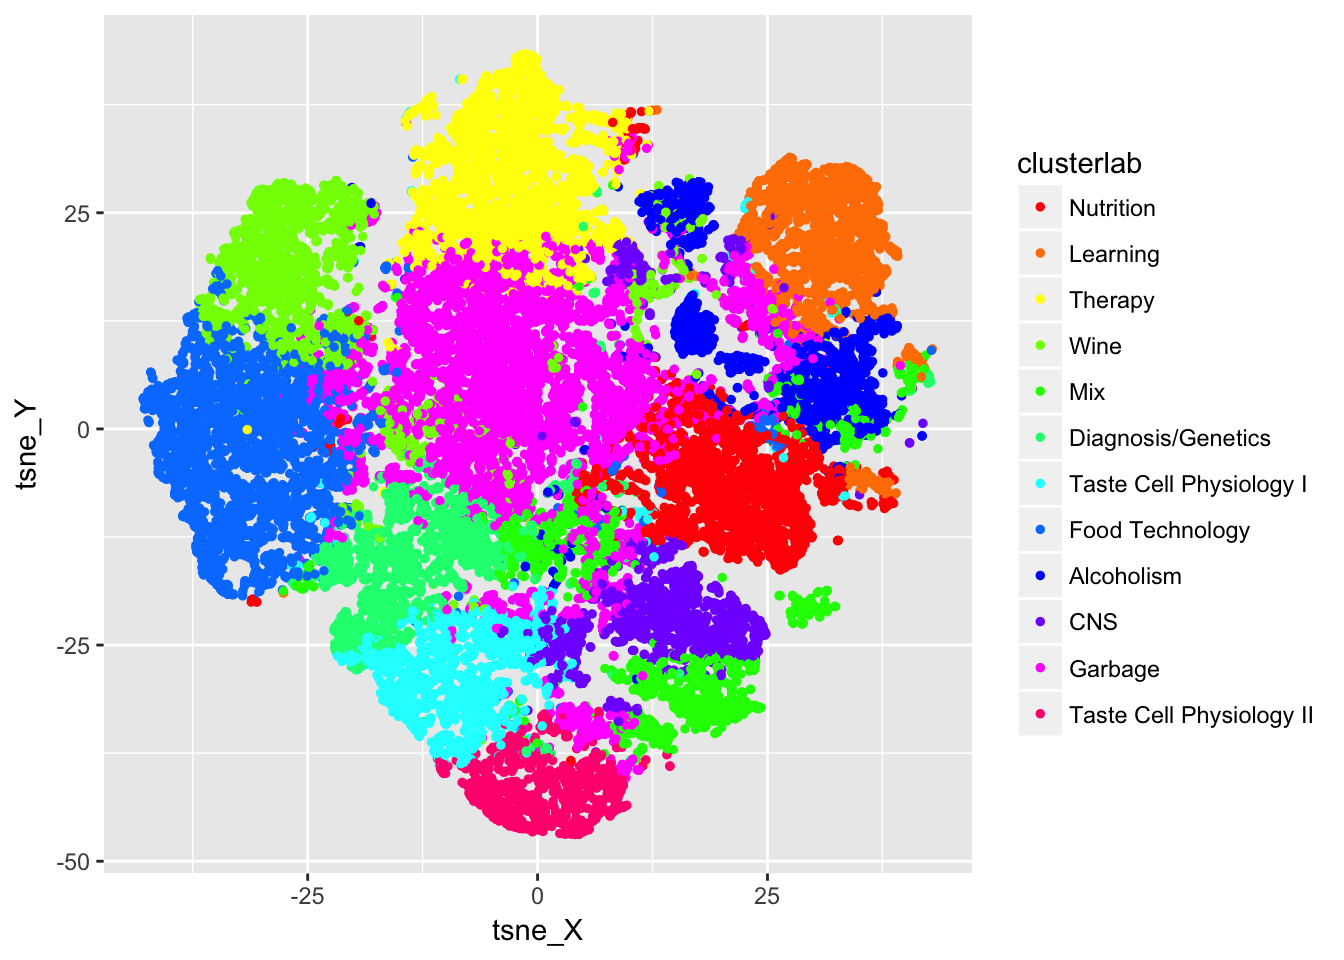 25
0
-25
-50
tsne_Y
-25
0
25
tsne_X
clusterlab
Nutrition
Learning
Therapy
Wine
Mix
Diagnosis/Genetics
Taste Cell Physiology I
Food Technology
Alcoholism
CNS
Garbage
Taste Cell Physiology II